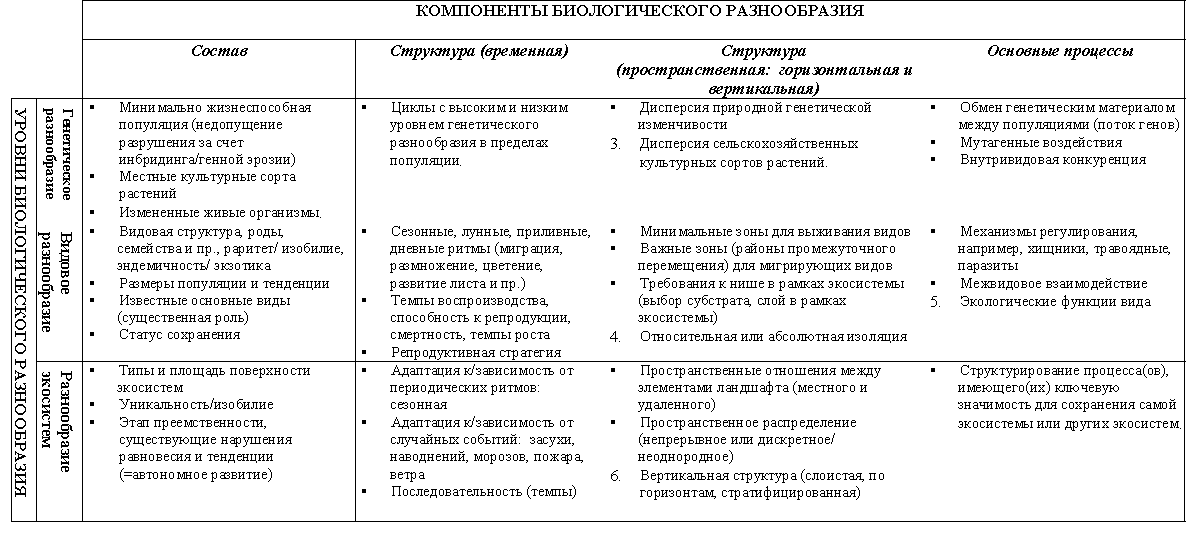 КОМПОНЕНТЫ БИОЛОГИЧЕСКОГО РАЗНООБРАЗИЯ
Состав
Структура (временная)
Структура
(пространственная: горизонтальная и
вертикальная)
Основные процессы
УРОВНИ БИОЛОГИЧЕСКОГО РАЗНООБРАЗИЯ
Генетическое
разнообразие
▪ Минимально жизнеспособная
популяция (недопущение
разрушения за счет
инбридинга/генной эрозии)
▪ Местные культурные сорта
растений
▪ Измененные живые организмы.
▪ Циклы с высоким и низким
уровнем генетического
разнообразия в пределах
популяции.
▪ Дисперсия природной генетической
изменчивости
3. Дисперсия сельскохозяйственных
культурных сортов растений.
▪ Обмен генетическим материалом
между популяциями (поток генов)
▪ Мутагенные воздействия
▪ Внутривидовая конкуренция
Видовое
разнообразие
▪ Видовая структура, роды,
семейства и пр., раритет/ изобилие,
эндемичность/ экзотика
▪ Размеры популяции и тенденции
▪ Известные основные виды
(существенная роль)
▪ Статус сохранения
▪ Сезонные, лунные, приливные,
дневные ритмы (миграция,
размножение, цветение,
развитие листа и пр.)
▪ Темпы воспроизводства,
способность к репродукции,
смертность, темпы роста
▪ Репродуктивная стратегия
▪ Минимальные зоны для выживания видов
▪ Важные зоны (районы промежуточного
перемещения) для мигрирующих видов
▪ Требования к нише в рамках экосистемы
(выбор субстрата, слой в рамках
экосистемы)
4. Относительная или абсолютная изоляция
▪ Механизмы регулирования,
например, хищники, травоядные,
паразиты
▪ Межвидовое взаимодействие
5. Экологические функции вида
Разнообразие
экосистем
▪ Типы и площадь поверхности
экосистем
▪ Уникальность/изобилие
▪ Этап преемственности,
существующие нарушения
равновесия и тенденции
(=автономное развитие)
▪ Адаптация к/зависимость от
периодических ритмов:
сезонная
▪ Адаптация к/зависимость от
случайных событий: засухи,
наводнений, морозов, пожара,
ветра
▪ Последовательность (темпы)
▪ Пространственные отношения между
элементами ландшафта (местного и
удаленного)
▪ Пространственное распределение
(непрерывное или дискретное/
неоднородное)
6. Вертикальная структура (слоистая, по
горизонтам, стратифицированная)
▪ Структурирование процесса(ов),
имеющего(их) ключевую
значимость для сохранения самой
экосистемы или других экосистем.